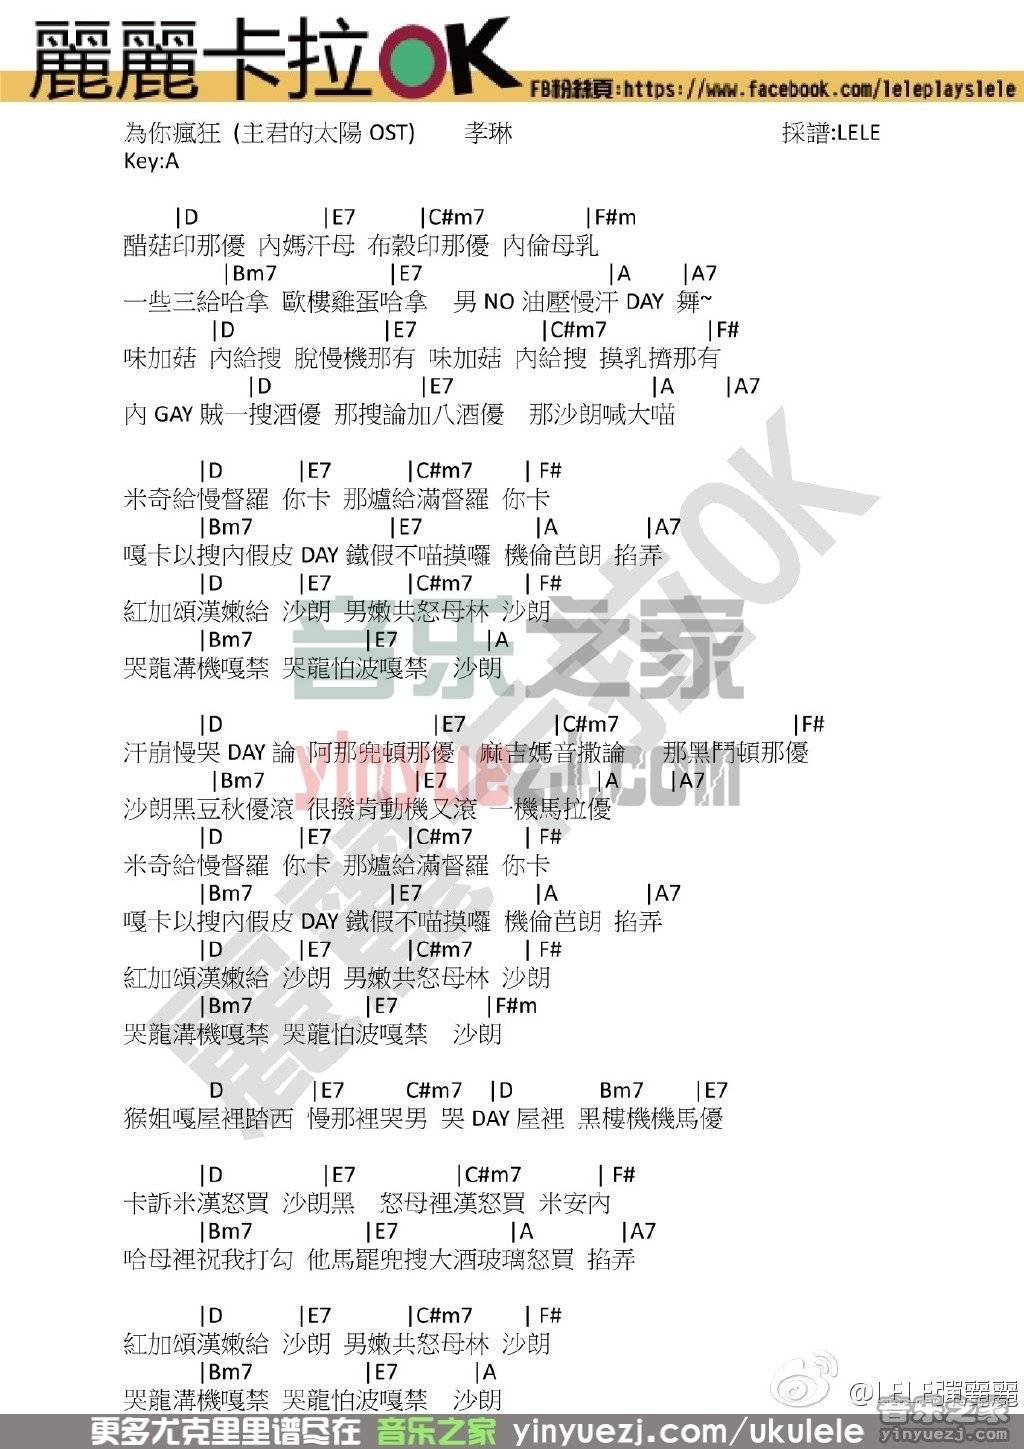 麗麗卡拉OK
FB粉絲頁:https://www.facebook.com/leleplayslele
為你瘋狂 (主君的太陽 OST) 孝琳 採譜:LELE
Key:A
|D |E7 |C#m7 |F#m
醋菇印那優 內媽汗母 布穀印那優 內倫母乳
|Bm7 |E7 |A |A7
一些三給哈拿 歐樓雞蛋哈拿 男 NO 油壓慢汗 DAY 舞~
|D |E7 |C#m7 |F#
味加菇 內給搜 脫慢機那有 味加菇 內給搜 摸乳擠那有
|D |E7 |A |A7
內 GAY 賊一搜酒優 那搜論加八酒優 那沙朗喊大喵
|D |E7 |C#m7 | F#
米奇給慢督羅 你卡 那爐給滿督羅 你卡
|Bm7 |E7 |A |A7
嘎卡以搜內假皮 DAY 鐵假不喵摸囉 機倫芭朗 掐弄
|D |E7 |C#m7 | F#
紅加頌漢嫩給 沙朗 男嫩共怒母林 沙朗
|Bm7 |E7 |A
哭龍溝機嘎禁 哭龍怕波嘎禁 沙朗
|D |E7 |C#m7 |F#
汗崩慢哭 DAY 論 阿那兜頓那優 麻吉媽音撒論 那黑鬥頓那優
|Bm7 |E7 |A |A7
沙朗黑豆秋優滾 很撥肯動機又滾 一機馬拉優
|D |E7 |C#m7 | F#
米奇給慢督羅 你卡 那爐給滿督羅 你卡
|Bm7 |E7 |A |A7
嘎卡以搜內假皮 DAY 鐵假不喵摸囉 機倫芭朗 掐弄
|D |E7 |C#m7 | F#
紅加頌漢嫩給 沙朗 男嫩共怒母林 沙朗
|Bm7 |E7 |F#m
哭龍溝機嘎禁 哭龍怕波嘎禁 沙朗
D |E7 C#m7 |D Bm7 |E7
猴姐嘎屋裡踏西 慢那裡哭男 哭 DAY 屋裡 黑樓機機馬優
|D |E7 |C#m7 | F#
卡訴米漢怒買 沙朗黑 怒母裡漢怒買 米安內
|Bm7 |E7 |A |A7
哈母裡祝我打勾 他馬罷兜搜大酒玻璃怒買 掐弄
|D |E7 |C#m7 | F#
紅加頌漢嫩給 沙朗 男嫩共怒母林 沙朗
|Bm7 |E7 |A
哭龍溝機嘎禁 哭龍怕波嘎禁 沙朗
麗麗卡拉OK
音乐之家
yinyuezj.com
@LELE彈麗麗
更多尤克里里谱尽在 音乐之家 yinyuezj.com/ukulele
音乐之家
yinyuezj.com